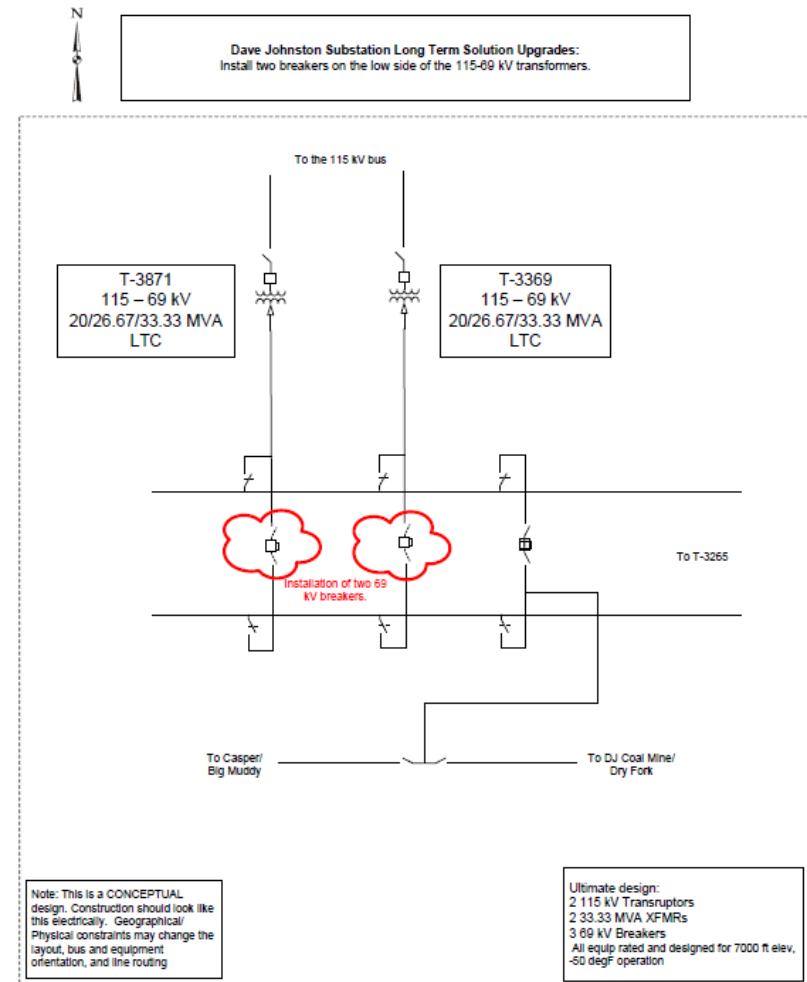 N
Dave Johnston Substation Long Term Solution Upgrades:
Install two breakers on the low side of the 115-69 kV transformers.
To the 115 kV bus
T-3871
115 – 69 kV
20/26.67/33.33 MVA
LTC
T-3369
115 – 69 kV
20/26.67/33.33 MVA
LTC
To T-3265
Installation of two 69
kV breakers.
To Casper/
Big Muddy
To DJ Coal Mine/
Dry Fork
Note: This is a CONCEPTUAL
design. Construction should look like
this electrically. Geographical/
Physical constraints may change the
layout, bus and equipment
orientation, and line routing
Ultimate design:
2 115 kV Transruptors
2 33.33 MVA XFMRs
3 69 kV Breakers
All equip rated and designed for 7000 ft elev,
-50 degF operation